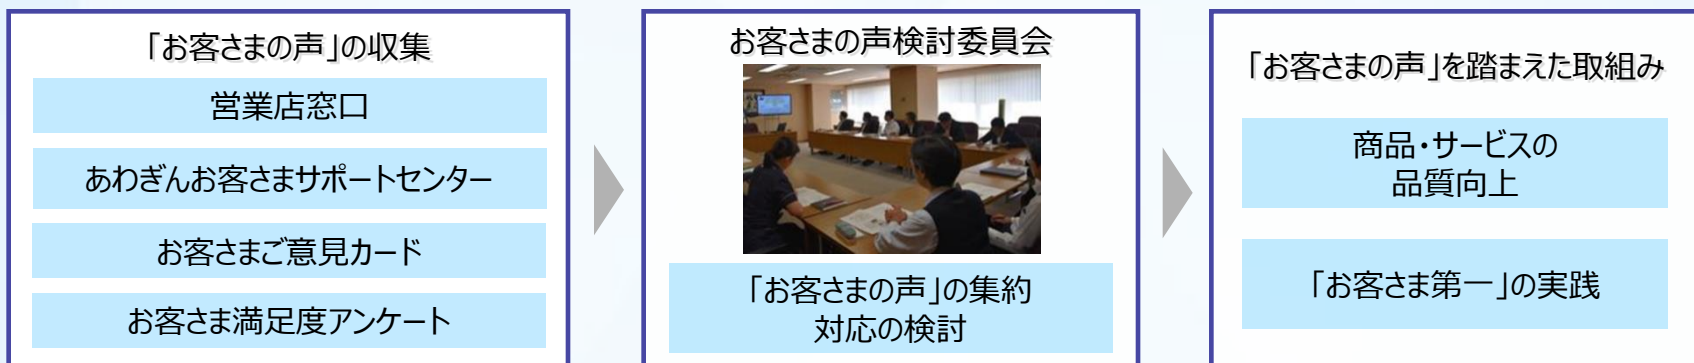 「お客さまの声」の収集
営業店窓口
あわぎんお客さまサポートセンター
お客さまご意見カード
お客さま満足度アンケート
お客さまの声検討委員会
「お客さまの声」の集約
対応の検討
「お客さまの声」を踏まえた取組み
商品・サービスの
品質向上
「お客さま第一」の実践